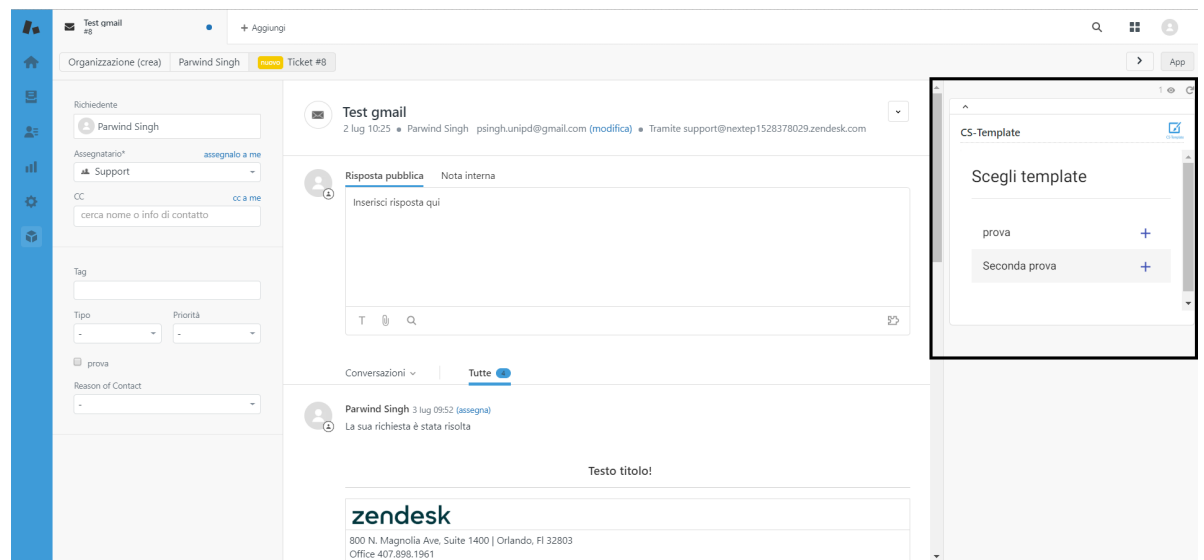 Test gmail
#8
+ Aggiungi
Organizzazione (crea)
Parwind Singh
nuovo Ticket #8
App
Richiedente
Parwind Singh
Assegnatario*
assegnalo a me
Support
CC
cc a me
cerca nome o info di contatto
Tag
Tipo
Priorità
-
-
prova
Reason of Contact
-
Test gmail
2 lug 10:25 • Parwind Singh psingh.unipd@gmail.com (modifica) • Tramite support@nextep1528378029.zendesk.com
Risposta pubblica
Nota interna
Inserisci risposta qui
T
Conversazioni
Tutte 4
Parwind Singh 3 lug 09:52 (assegna)
La sua richiesta è stata risolta
Testo titolo!
zendesk
800 N. Magnolia Ave, Suite 1400 | Orlando, Fl 32803
Office 407.898.1961
1
CS-Template
Scegli template
prova +
Seconda prova +